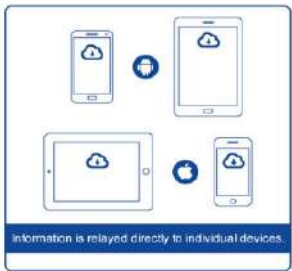 Information is relayed directly to individual devices.